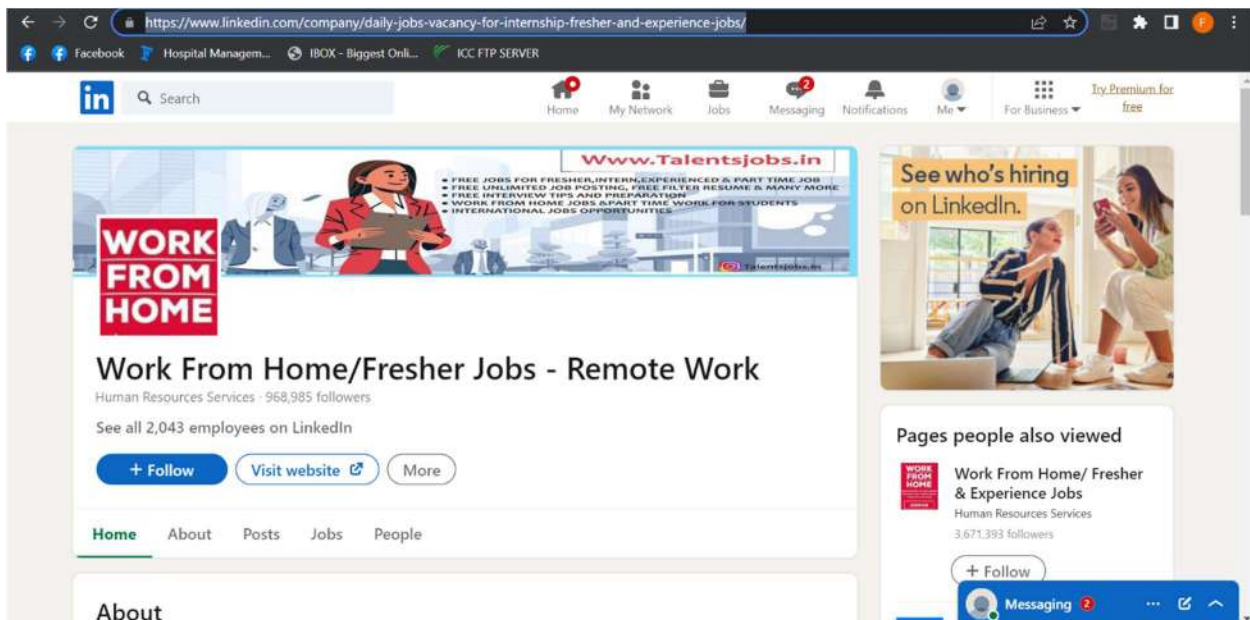 https://www.linkedin.com/company/daily-jobs-vacancy-for-internship-fresher-and-experience-jobs/
F
Facebook
Hospital Managem...
IBOX - Biggest Onli...
ICC FTP SERVER
in
Search
Home
My Network
Jobs
2
Messaging
Notifications
Me
For Business
Try Premium for
free
Www.Talentsjobs.in
• FREE JOBS FOR FRESHER,INTERN,EXPERIENCED & PART TIME JOB
• FREE UNLIMITED JOB POSTING, FREE FILTER RESUME & MANY MORE
• FREE INTERVIEW TIPS AND PREPARATION
• WORK FROM HOME JOBS &PART TIME WORK FOR STUDENTS
• INTERNATIONAL JOBS OPPORTUNITIES
Talentsjobs.in
WORK
FROM
HOME
Work From Home/Fresher Jobs - Remote Work
Human Resources Services · 968,985 followers
See all 2,043 employees on LinkedIn
+ Follow
Visit website
More
Home
About
Posts
Jobs
People
About
See who's hiring
on LinkedIn.
Pages people also viewed
WORK
FROM
HOME
Work From Home/ Fresher
& Experience Jobs
Human Resources Services
3,671,393 followers
+ Follow
Messaging 2